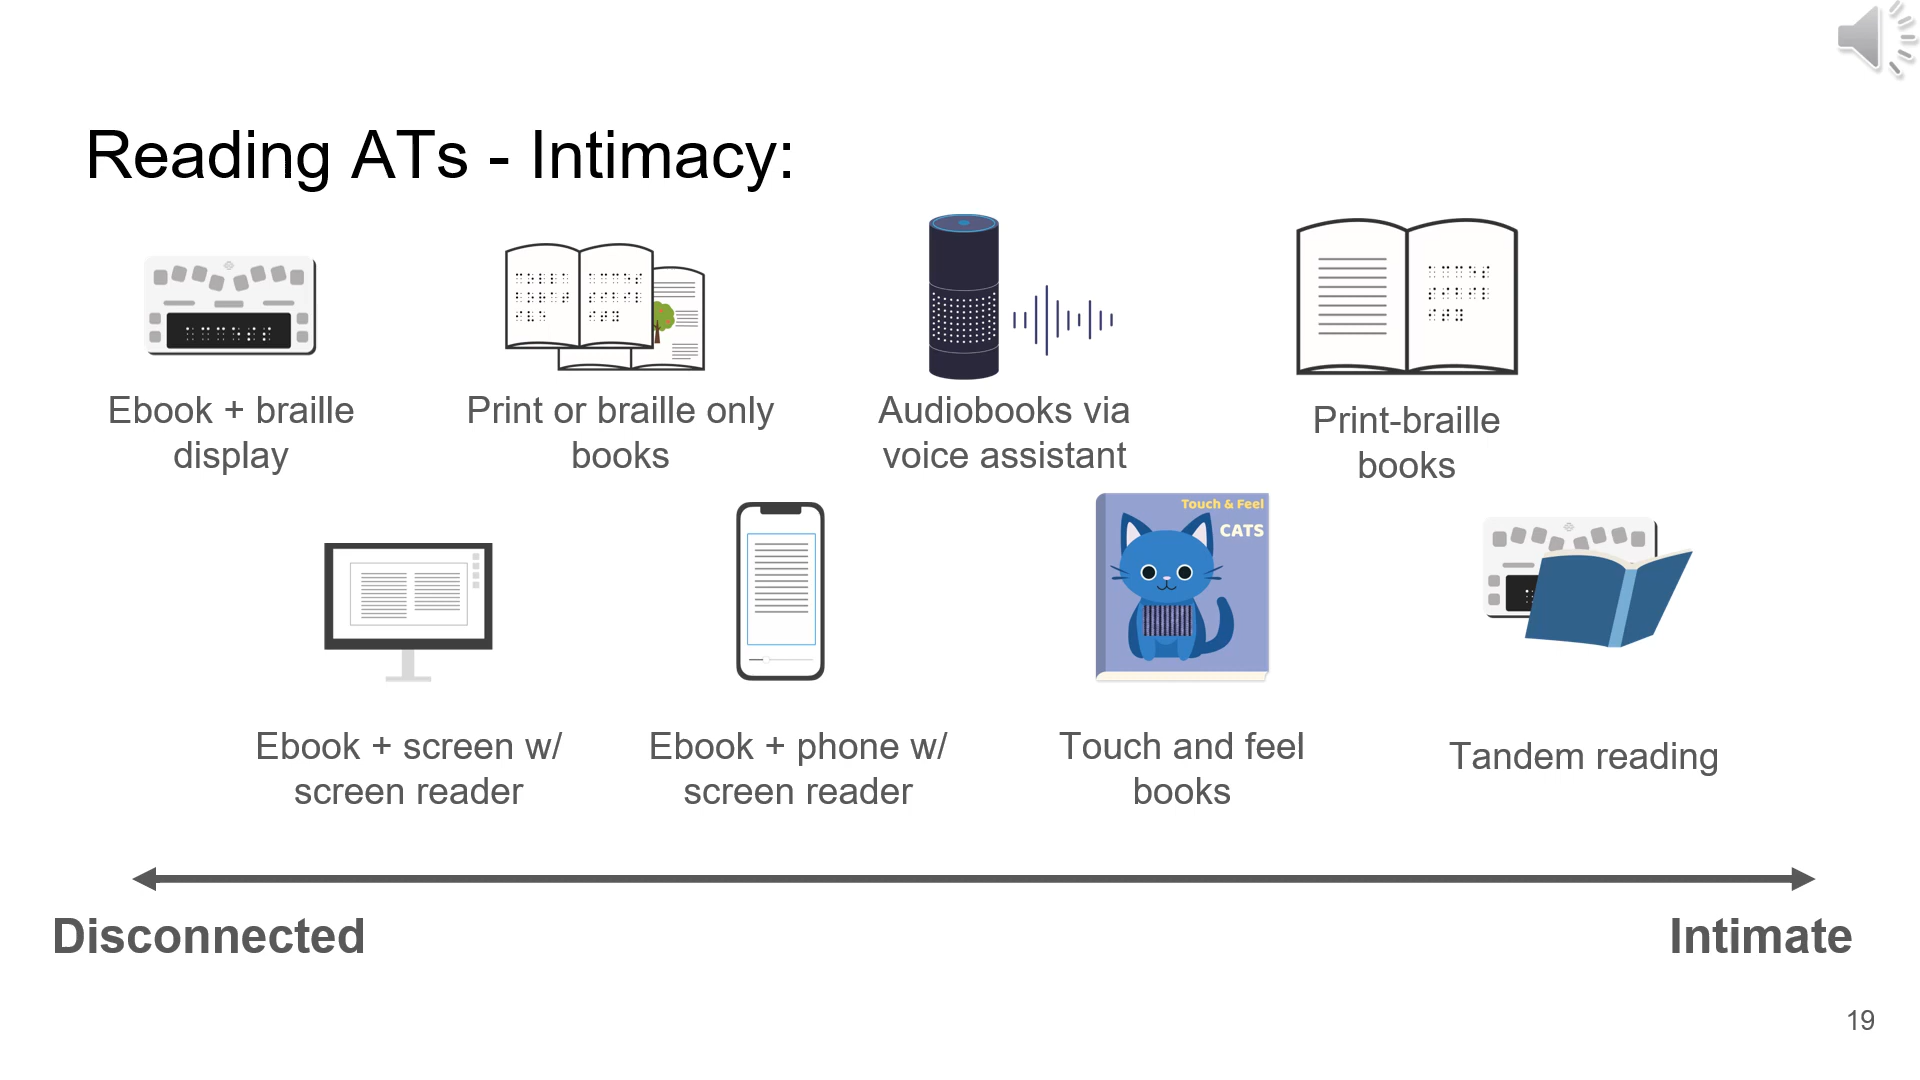 Reading ATs - Intimacy:
Ebook + braille
display
Print or braille only
books
Audiobooks via
voice assistant
Print-braille
books
Touch & Feel
CATS
Ebook + screen w/
screen reader
Ebook + phone w/
screen reader
Touch and feel
books
Tandem reading
Disconnected
Intimate
19